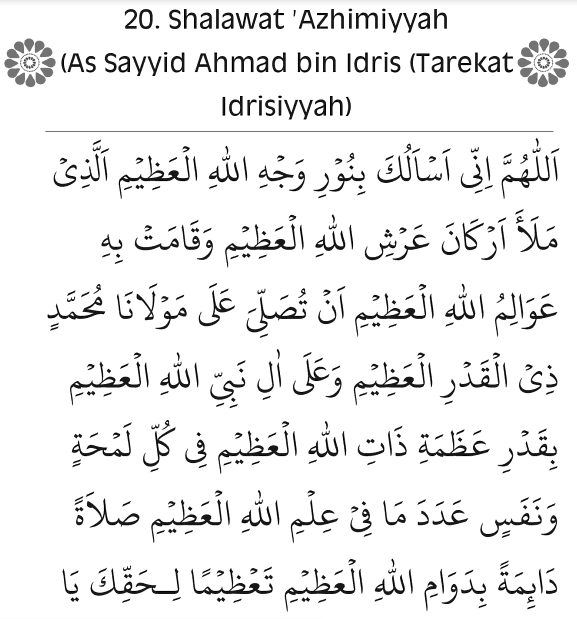 20. Shalawat 'Azhimiyyah
(As Sayyid Ahmad bin Idris (Tarekat
Idrisiyyah)
اَللّٰهُمَّ اِنِّى اَسْاَلُكَ بِنُوْرِ وَجْهِ اللهِ الْعَظِيْمِ اَلَّذِىْ
مَلَأَ اَرْكَانَ عَرْشِ اللهِ الْعَظِيْمِ وَقَامَتْ بِهِ
عَوَالِمُ اللهِ الْعَظِيْمِ اَنْ تُصَلِّىَ عَلَى مَوْلَانَا مُحَمَّدٍ
ذِىْ الْقَدْرِ الْعَظِيْمِ وَعَلَى اٰلِ نَبِيِّ اللهِ الْعَظِيْمِ
بِقَدْرِ عَظَمَةِ ذَاتِ اللهِ الْعَظِيْمِ فِى كُلِّ لَمْحَةٍ
وَنَفَسٍ عَدَدَ مَا فِىْ عِلْمِ اللهِ الْعَظِيْمِ صَلَاةً
دَائِمَةً بِدَوَامِ اللهِ الْعَظِيْمِ تَعْظِيْمًا لِـحَقِّكَ يَا